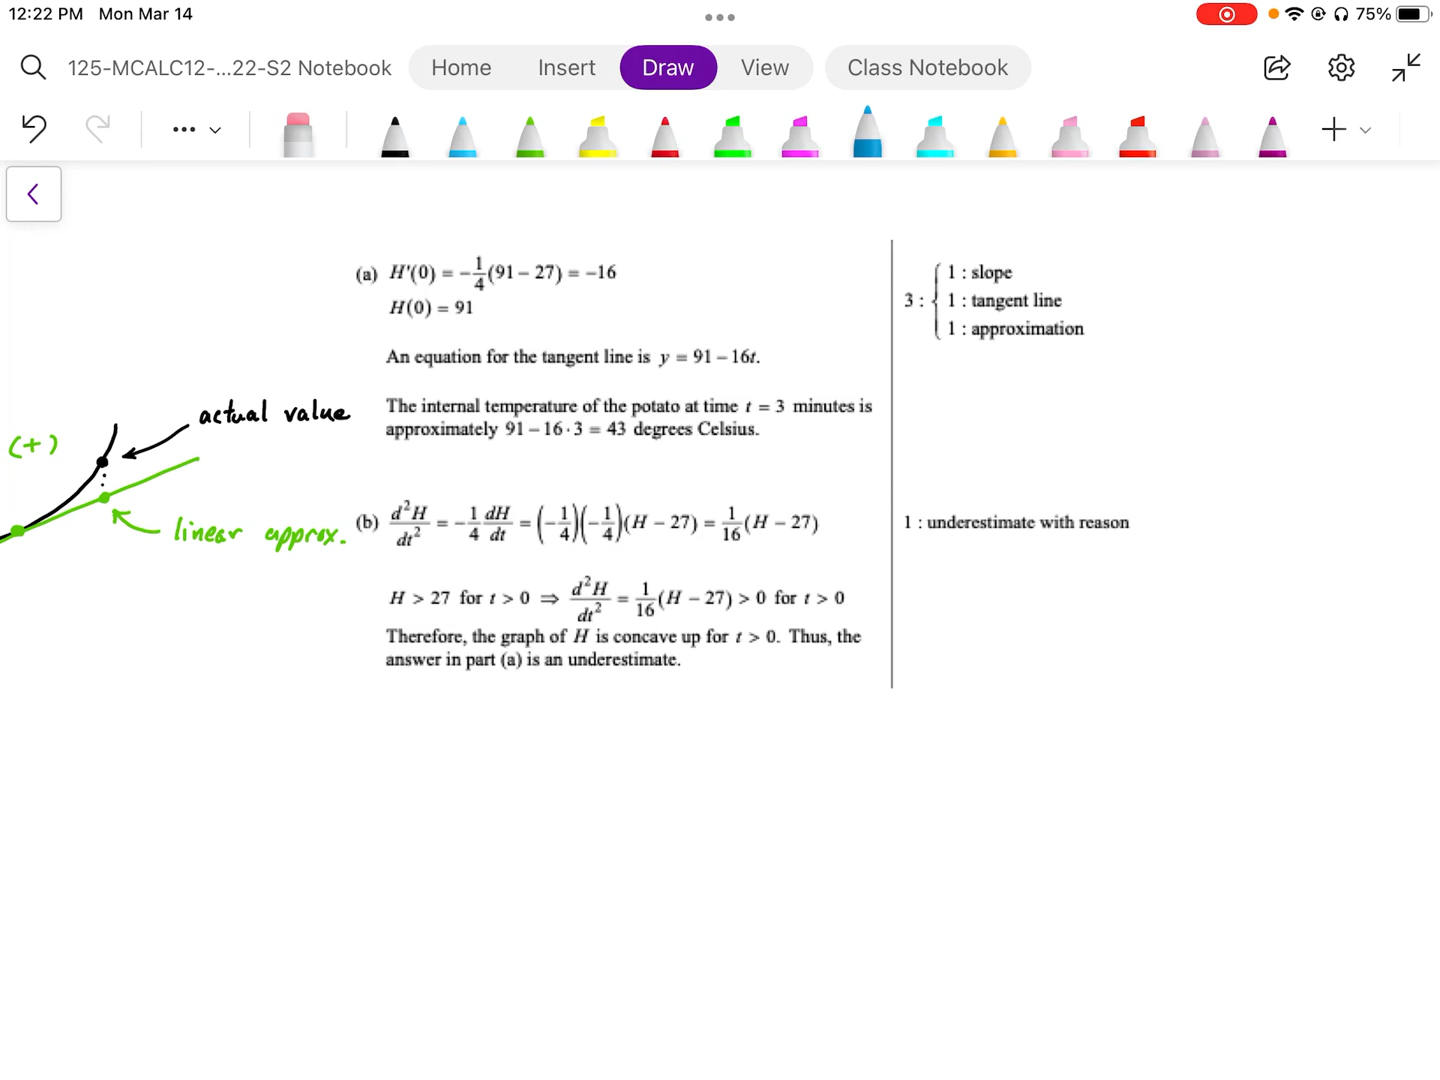 12:22 PM Mon Mar 14
75%
125-MCALC12-...22-S2 Notebook
Home Insert Draw View Class Notebook
(a) H'(0) = -1/4(91 − 27) = −16
H(0) = 91
An equation for the tangent line is y = 91 − 16t.
The internal temperature of the potato at time t = 3 minutes is
approximately 91 − 16·3 = 43 degrees Celsius.
3 : { 1 : slope
1 : tangent line
1 : approximation
actual value
(+)
linear approx.
(b) d²H/dt² = −1/4 dH/dt = (−1/4)(−1/4)(H − 27) = 1/16(H − 27)
H > 27 for t > 0 ⇒ d²H/dt² = 1/16(H − 27) > 0 for t > 0
Therefore, the graph of H is concave up for t > 0. Thus, the
answer in part (a) is an underestimate.
1 : underestimate with reason